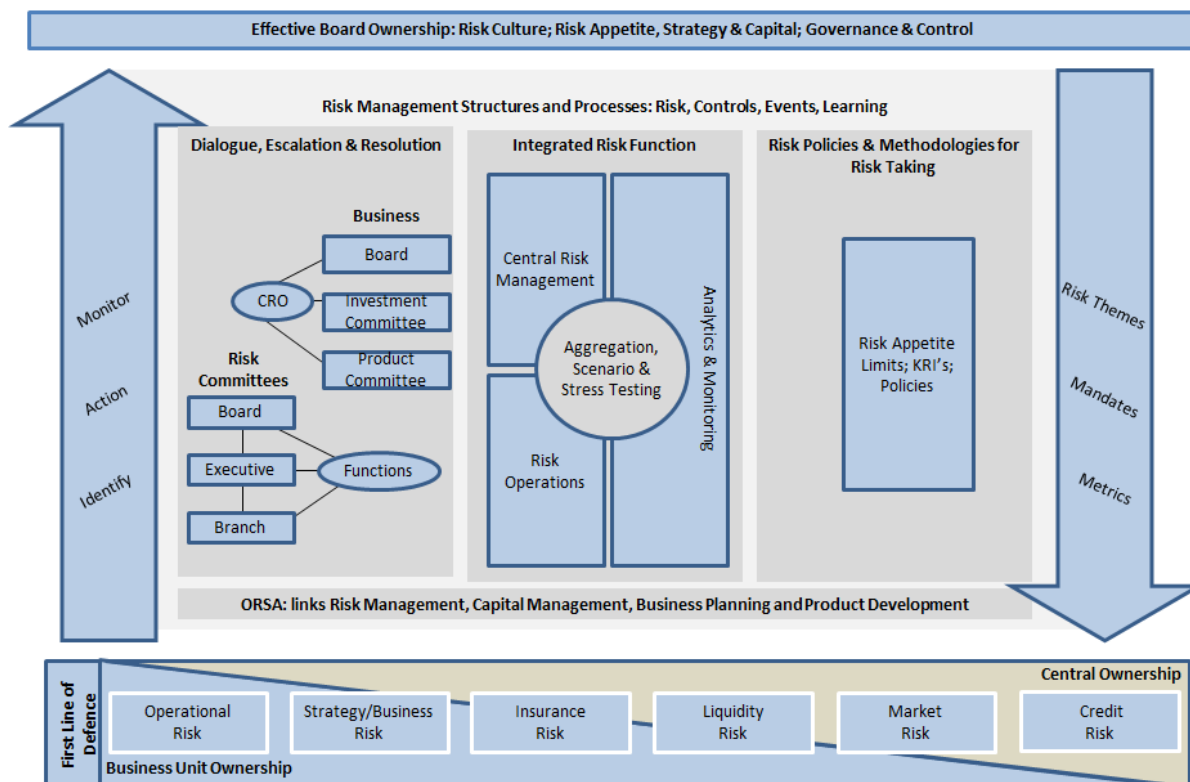 Effective Board Ownership: Risk Culture; Risk Appetite, Strategy & Capital; Governance & Control
Risk Management Structures and Processes: Risk, Controls, Events, Learning
Monitor
Action
Identify
Dialogue, Escalation & Resolution
Business
Board
CRO
Investment
Committee
Product
Committee
Risk
Committees
Board
Executive
Functions
Branch
Integrated Risk Function
Central Risk
Management
Analytics & Monitoring
Aggregation,
Scenario &
Stress Testing
Risk
Operations
Risk Policies & Methodologies for
Risk Taking
Risk Appetite
Limits; KRI's;
Policies
Risk Themes
Mandates
Metrics
ORSA: links Risk Management, Capital Management, Business Planning and Product Development
First Line of
Defence
Central Ownership
Operational
Risk
Strategy/Business
Risk
Insurance
Risk
Liquidity
Risk
Market
Risk
Credit
Risk
Business Unit Ownership